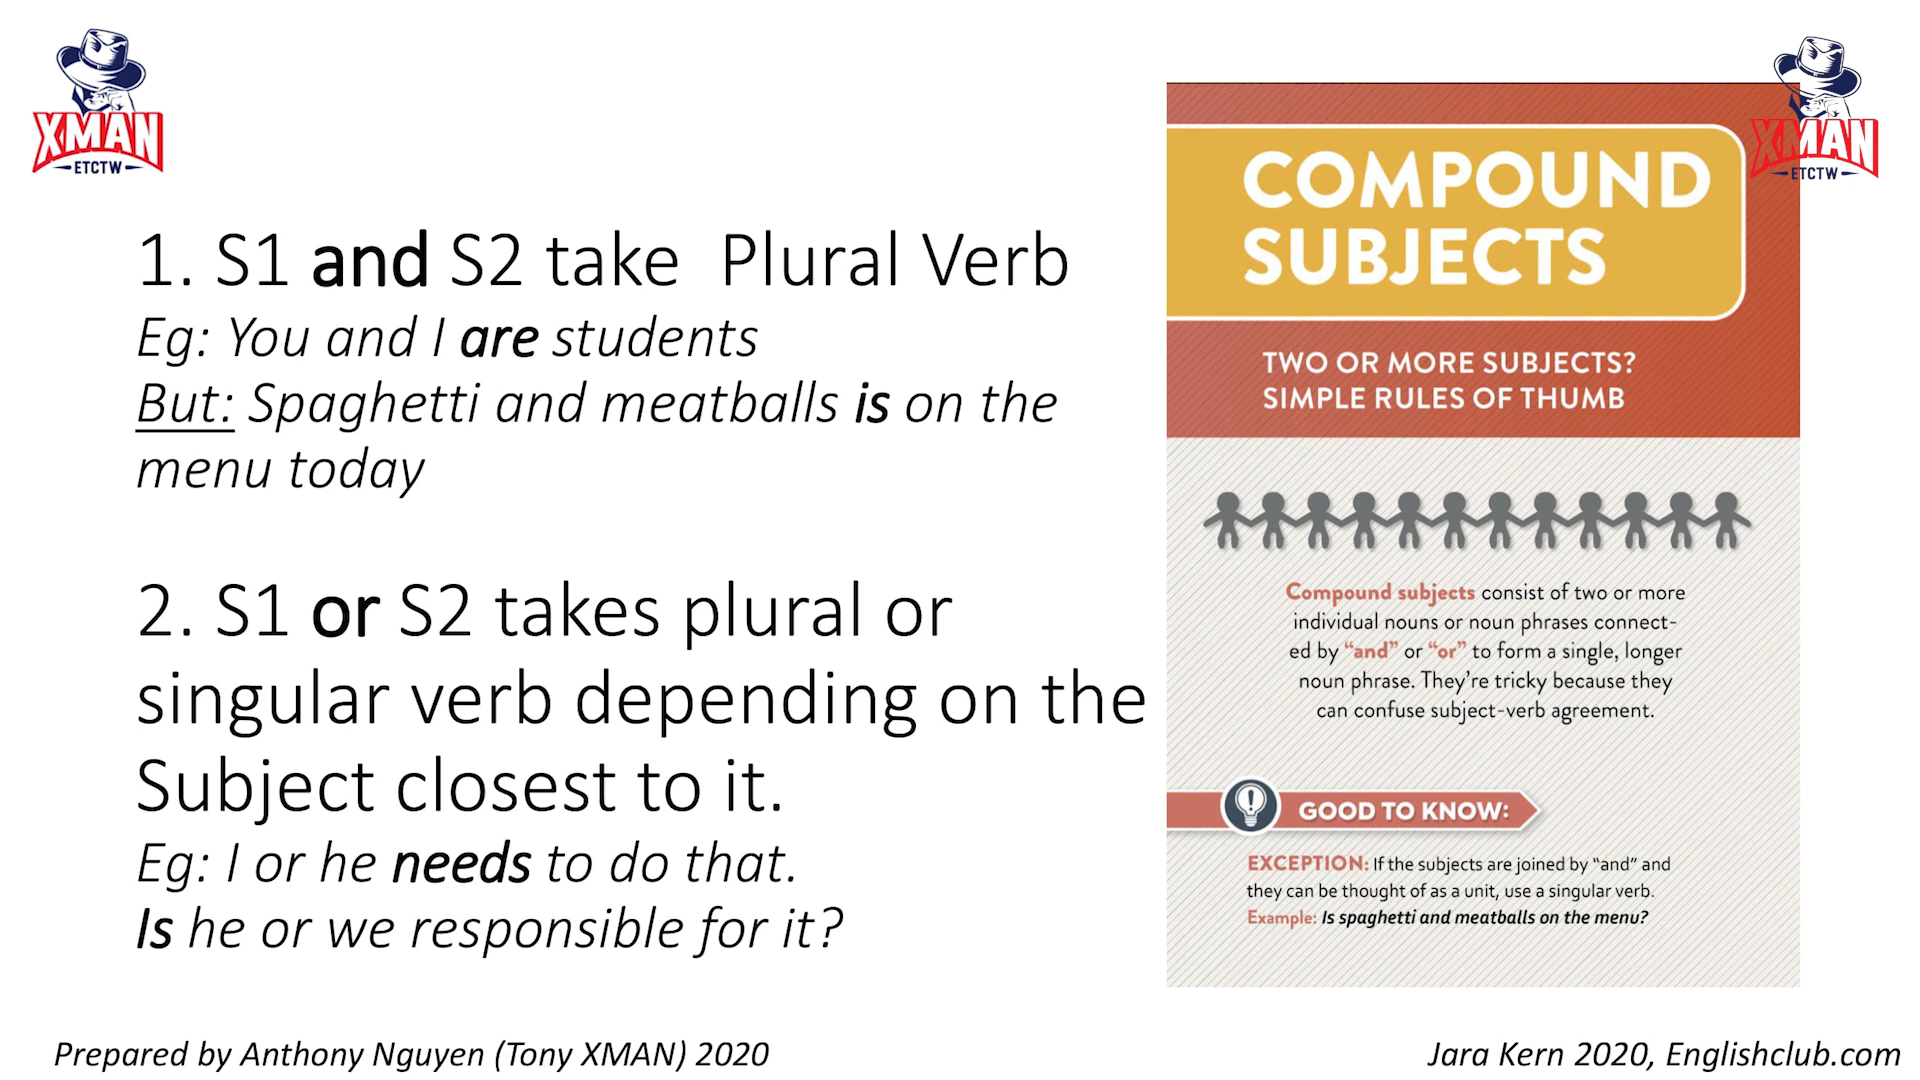 XMAN
ETCTW
XMAN
ETCTW
1. S1 and S2 take  Plural Verb
Eg: You and I are students
But: Spaghetti and meatballs is on the
menu today
2. S1 or S2 takes plural or
singular verb depending on the
Subject closest to it.
Eg: I or he needs to do that.
Is he or we responsible for it?
COMPOUND
SUBJECTS
TWO OR MORE SUBJECTS?
SIMPLE RULES OF THUMB
Compound subjects consist of two or more
individual nouns or noun phrases connect-
ed by “and” or “or” to form a single, longer
noun phrase. They’re tricky because they
can confuse subject-verb agreement.
GOOD TO KNOW:
EXCEPTION: If the subjects are joined by “and” and
they can be thought of as a unit, use a singular verb.
Example: Is spaghetti and meatballs on the menu?
Prepared by Anthony Nguyen (Tony XMAN) 2020
Jara Kern 2020, Englishclub.com